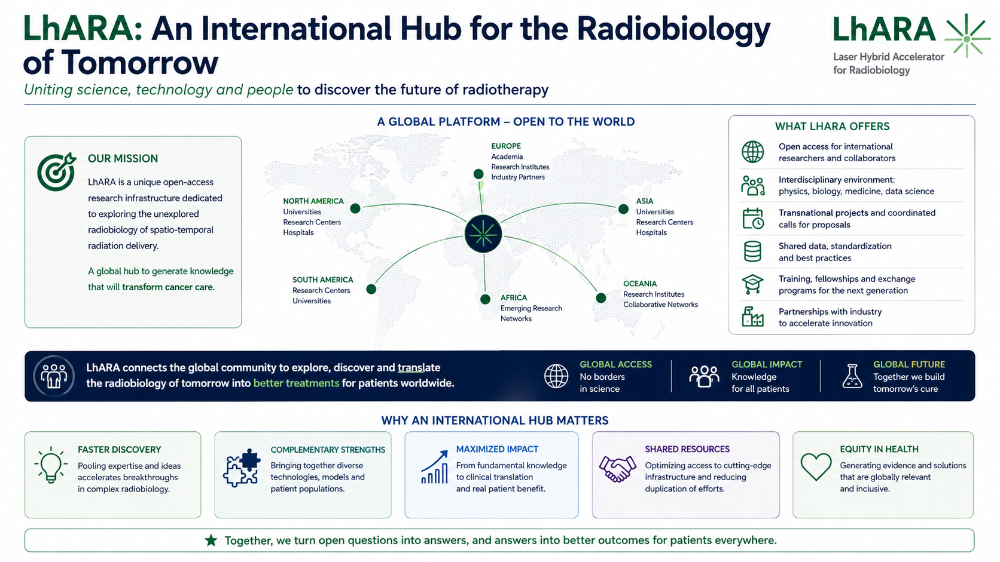 LhARA: An International Hub for the Radiobiology
of Tomorrow
Uniting science, technology and people to discover the future of radiotherapy
LhARA
Laser Hybrid Accelerator
for Radiobiology
OUR MISSION
LhARA is a unique open-access
research infrastructure dedicated
to exploring the unexplored
radiobiology of spatio-temporal
radiation delivery.
A global hub to generate knowledge
that will transform cancer care.
A GLOBAL PLATFORM – OPEN TO THE WORLD
EUROPE
Academia
Research Institutes
Industry Partners
NORTH AMERICA
Universities
Research Centers
Hospitals
ASIA
Universities
Research Centers
Hospitals
SOUTH AMERICA
Research Centers
Universities
AFRICA
Emerging Research
Networks
OCEANIA
Research Institutes
Collaborative Networks
WHAT LHARA OFFERS
Open access for international
researchers and collaborators
Interdisciplinary environment:
physics, biology, medicine, data science
Transnational projects and coordinated
calls for proposals
Shared data, standardization
and best practices
Training, fellowships and exchange
programs for the next generation
Partnerships with industry
to accelerate innovation
LhARA connects the global community to explore, discover and translate
the radiobiology of tomorrow into better treatments for patients worldwide.
GLOBAL ACCESS
No borders
in science
GLOBAL IMPACT
Knowledge
for all patients
GLOBAL FUTURE
Together we build
tomorrow's cure
WHY AN INTERNATIONAL HUB MATTERS
FASTER DISCOVERY
Pooling expertise and ideas
accelerates breakthroughs
in complex radiobiology.
COMPLEMENTARY STRENGTHS
Bringing together diverse
technologies, models and
patient populations.
MAXIMIZED IMPACT
From fundamental knowledge
to clinical translation
and real patient benefit.
SHARED RESOURCES
Optimizing access to cutting-edge
infrastructure and reducing
duplication of efforts.
EQUITY IN HEALTH
Generating evidence and solutions
that are globally relevant
and inclusive.
Together, we turn open questions into answers, and answers into better outcomes for patients everywhere.